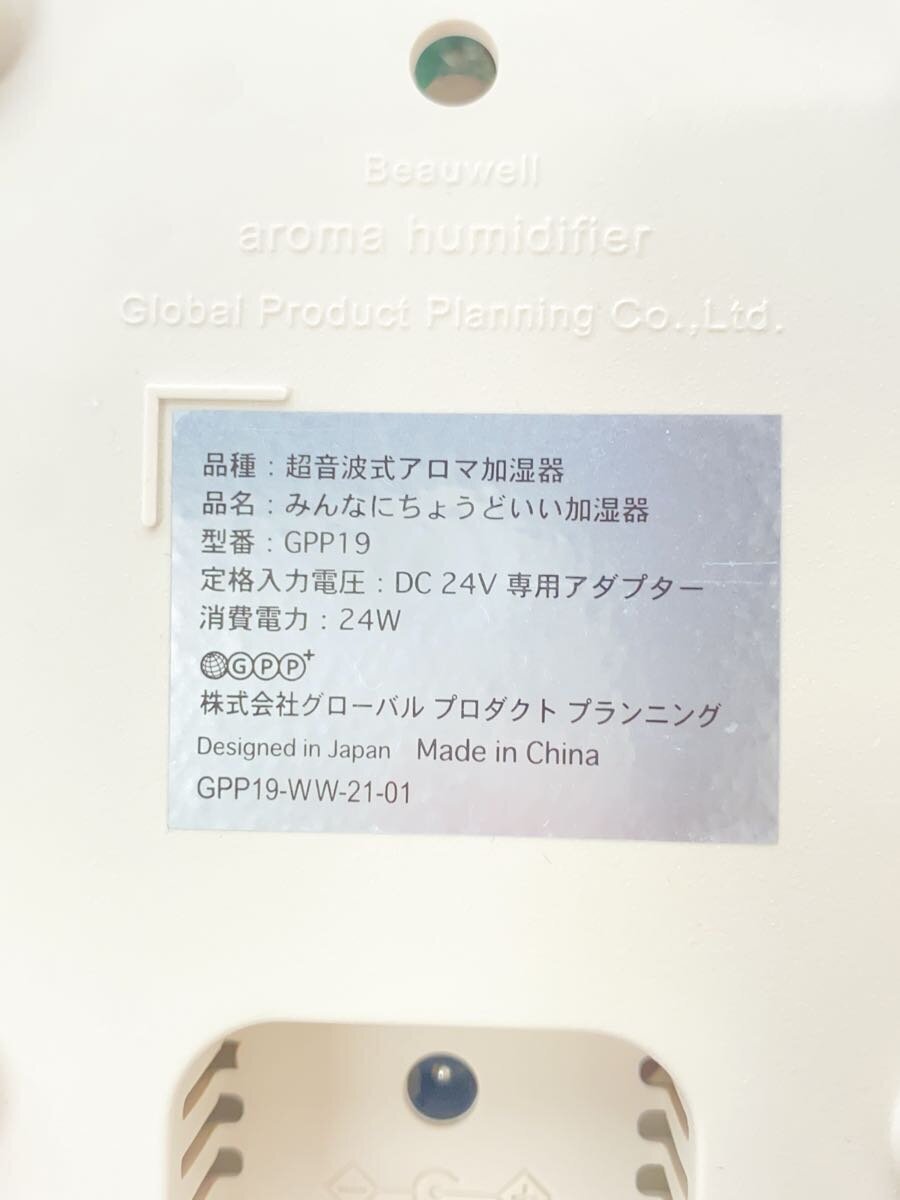 Beauwell
aroma humidifier
Global Product Planning Co.,Ltd.
品種：超音波式アロマ加湿器
品名：みんなにちょうどいい加湿器
型番：GPP19
定格入力電圧：DC 24V 専用アダプター
消費電力：24W
GPP+
株式会社グローバル プロダクト プランニング
Designed in Japan Made in China
GPP19-WW-21-01